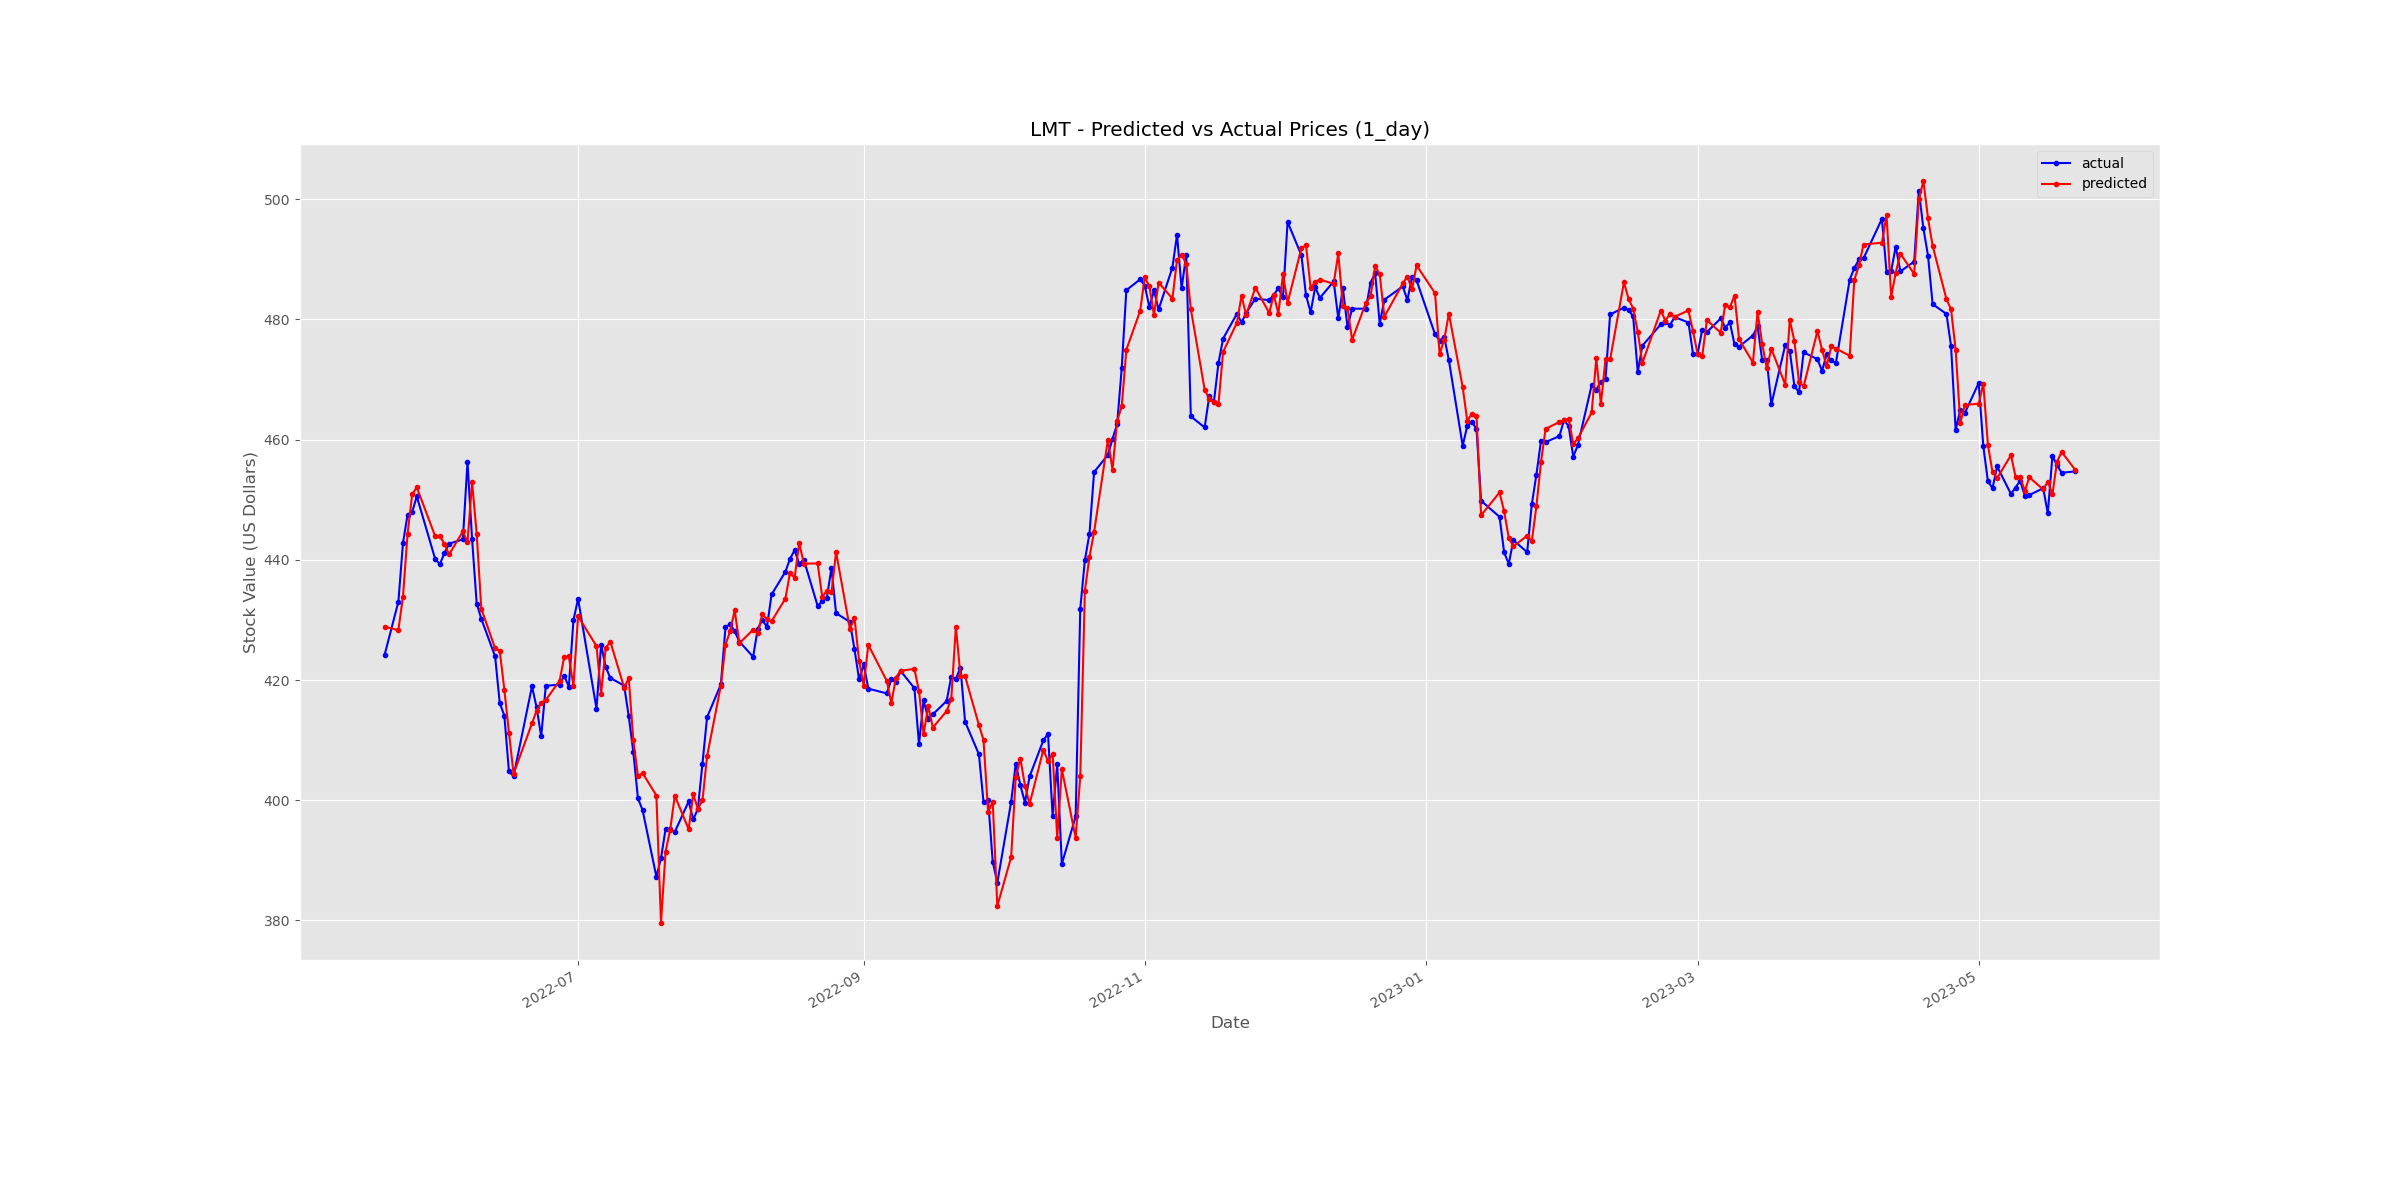 LMT - Predicted vs Actual Prices (1_day)
actual
predicted
500
480
460
440
420
400
380
Stock Value (US Dollars)
2022-07
2022-09
2022-11
2023-01
2023-03
2023-05
Date